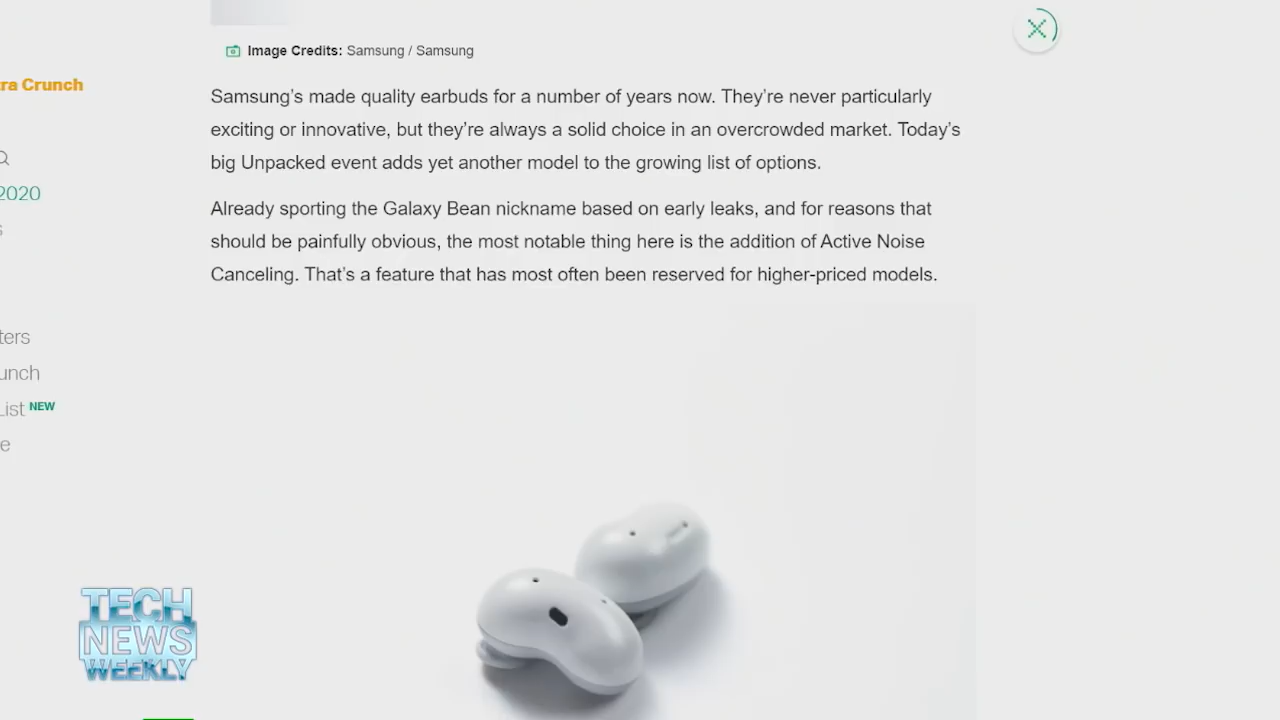 Image Credits: Samsung / Samsung
ra Crunch
Samsung's made quality earbuds for a number of years now. They're never particularly
exciting or innovative, but they're always a solid choice in an overcrowded market. Today's
big Unpacked event adds yet another model to the growing list of options.
2020
s
Already sporting the Galaxy Bean nickname based on early leaks, and for reasons that
should be painfully obvious, the most notable thing here is the addition of Active Noise
Canceling. That's a feature that has most often been reserved for higher-priced models.
ters
unch
List NEW
e
TECH
NEWS
WEEKLY